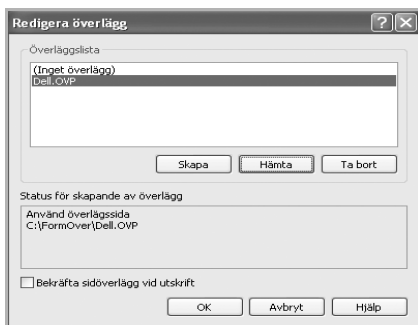 Redigera överlägg
Överläggslista
(Inget överlägg)
Dell.OVP
Skapa Hämta Ta bort
Status för skapande av överlägg
Använd överlägssida
C:\FormOver\Dell.OVP
Bekräfta sidöverlägg vid utskrift
OK Avbryt Hjälp